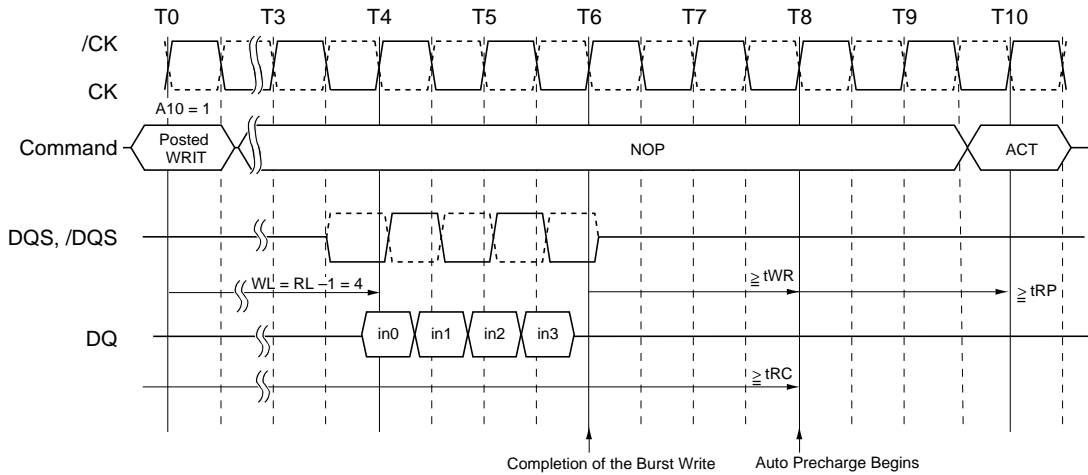 T0 T3 T4 T5 T6 T7 T8 T9 T10
/CK
CK
A10 = 1
Command
Posted
WRIT
NOP
ACT
DQS, /DQS
WL = RL –1 = 4
≧ tWR
≧ tRP
DQ
in0 in1 in2 in3
≧ tRC
Completion of the Burst Write
Auto Precharge Begins